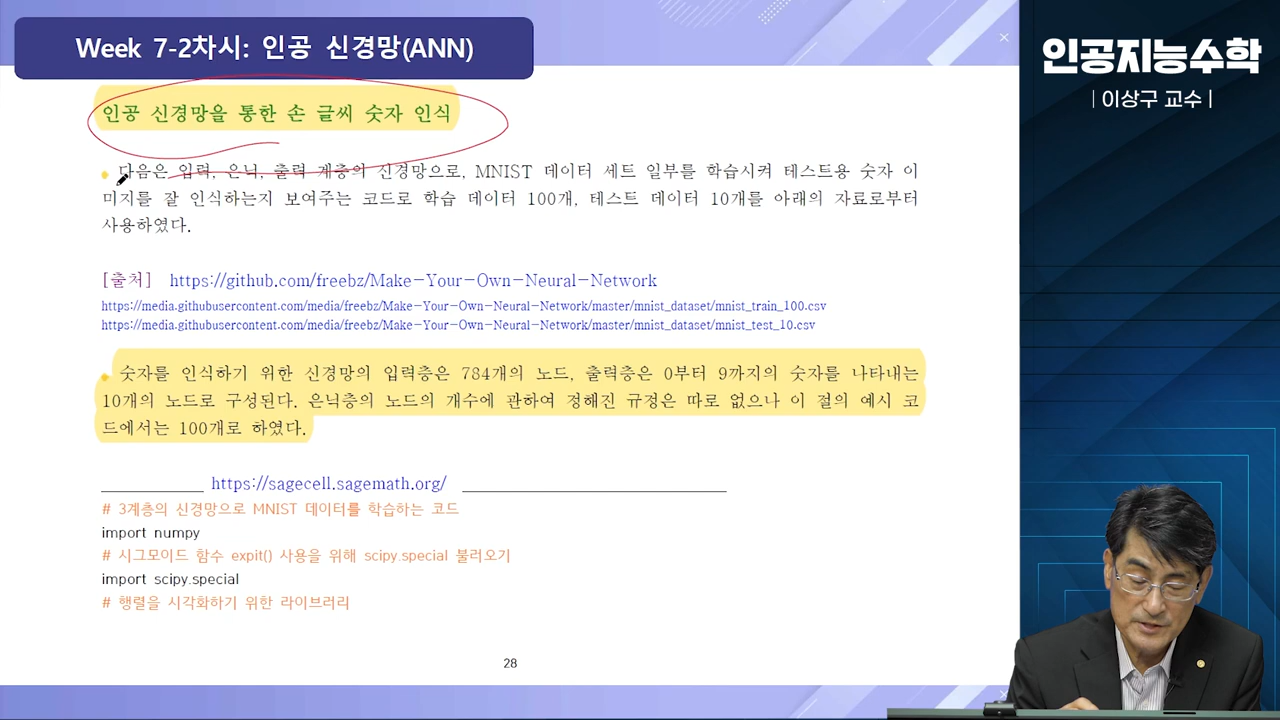 Week 7-2차시: 인공 신경망(ANN)
인공지능수학
| 이상구 교수 |
인공 신경망을 통한 손 글씨 숫자 인식
다음은 입력, 은닉, 출력 계층의 신경망으로, MNIST 데이터 세트 일부를 학습시켜 테스트용 숫자 이
미지를 잘 인식하는지 보여주는 코드로 학습 데이터 100개, 테스트 데이터 10개를 아래의 자료로부터
사용하였다.
[출처] https://github.com/freebz/Make-Your-Own-Neural-Network
https://media.githubusercontent.com/media/freebz/Make-Your-Own-Neural-Network/master/mnist_dataset/mnist_train_100.csv
https://media.githubusercontent.com/media/freebz/Make-Your-Own-Neural-Network/master/mnist_dataset/mnist_test_10.csv
숫자를 인식하기 위한 신경망의 입력층은 784개의 노드, 출력층은 0부터 9까지의 숫자를 나타내는
10개의 노드로 구성된다. 은닉층의 노드의 개수에 관하여 정해진 규정은 따로 없으나 이 절의 예시 코
드에서는 100개로 하였다.
https://sagecell.sagemath.org/
# 3계층의 신경망으로 MNIST 데이터를 학습하는 코드
import numpy
# 시그모이드 함수 expit() 사용을 위해 scipy.special 불러오기
import scipy.special
# 행렬을 시각화하기 위한 라이브러리
28